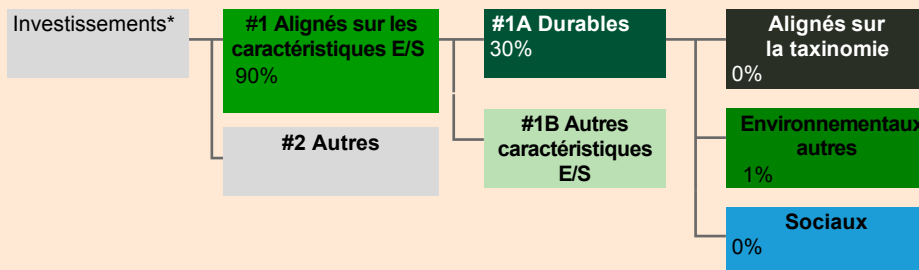 Investissements*
#1 Alignés sur les
caractéristiques E/S
90%
#2 Autres
#1A Durables
30%
#1B Autres
caractéristiques
E/S
Alignés sur
la taxinomie
0%
Environnementaux
autres
1%
Sociaux
0%